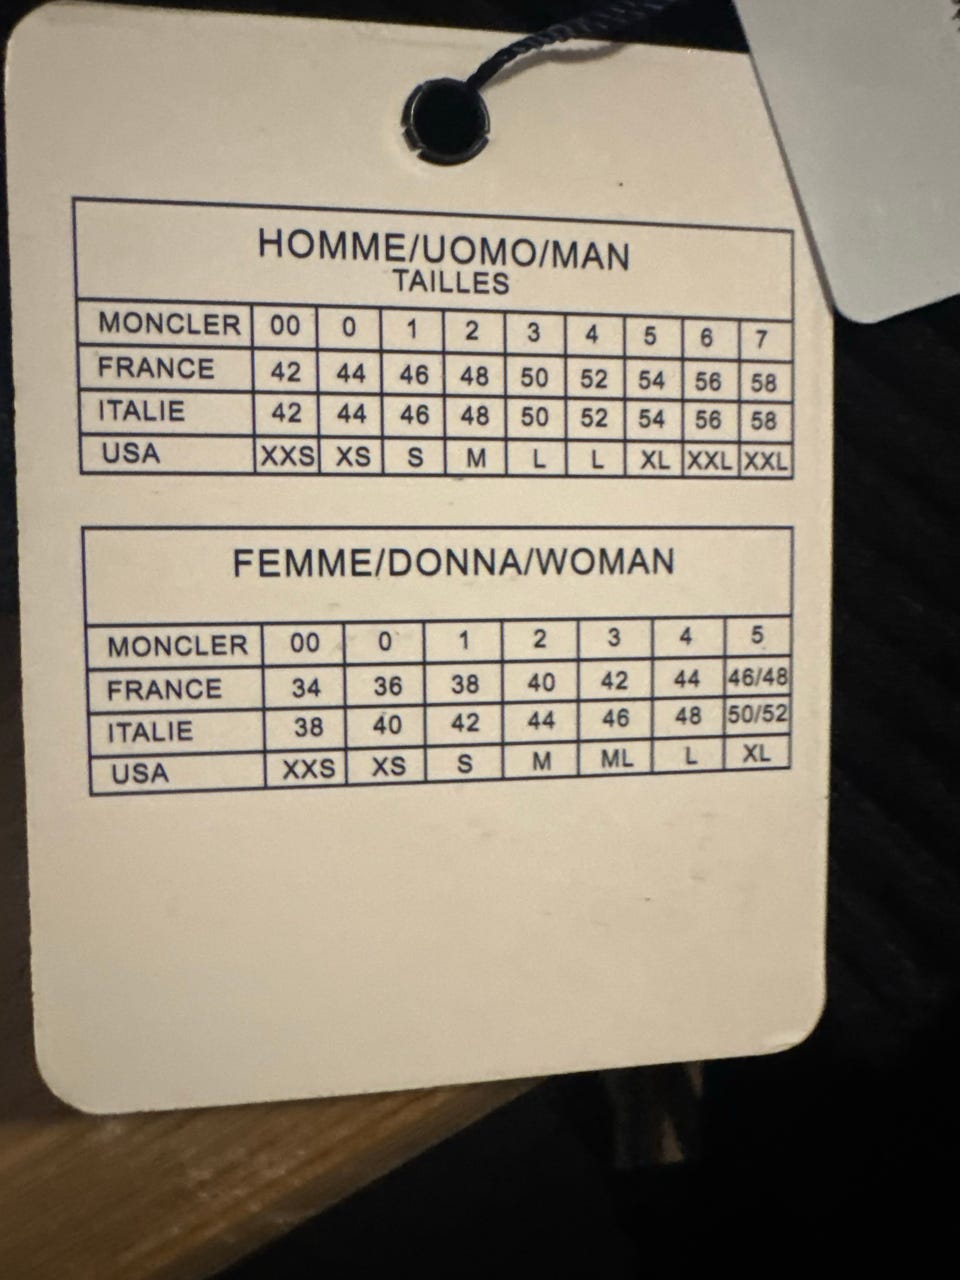 HOMME/UOMO/MAN
TAILLES
MONCLER 00 0 1 2 3 4 5 6 7
FRANCE 42 44 46 48 50 52 54 56 58
ITALIE 42 44 46 48 50 52 54 56 58
USA XXS XS S M L L XL XXL XXL
FEMME/DONNA/WOMAN
MONCLER 00 0 1 2 3 4 5
FRANCE 34 36 38 40 42 44 46/48
ITALIE 38 40 42 44 46 48 50/52
USA XXS XS S M ML L XL